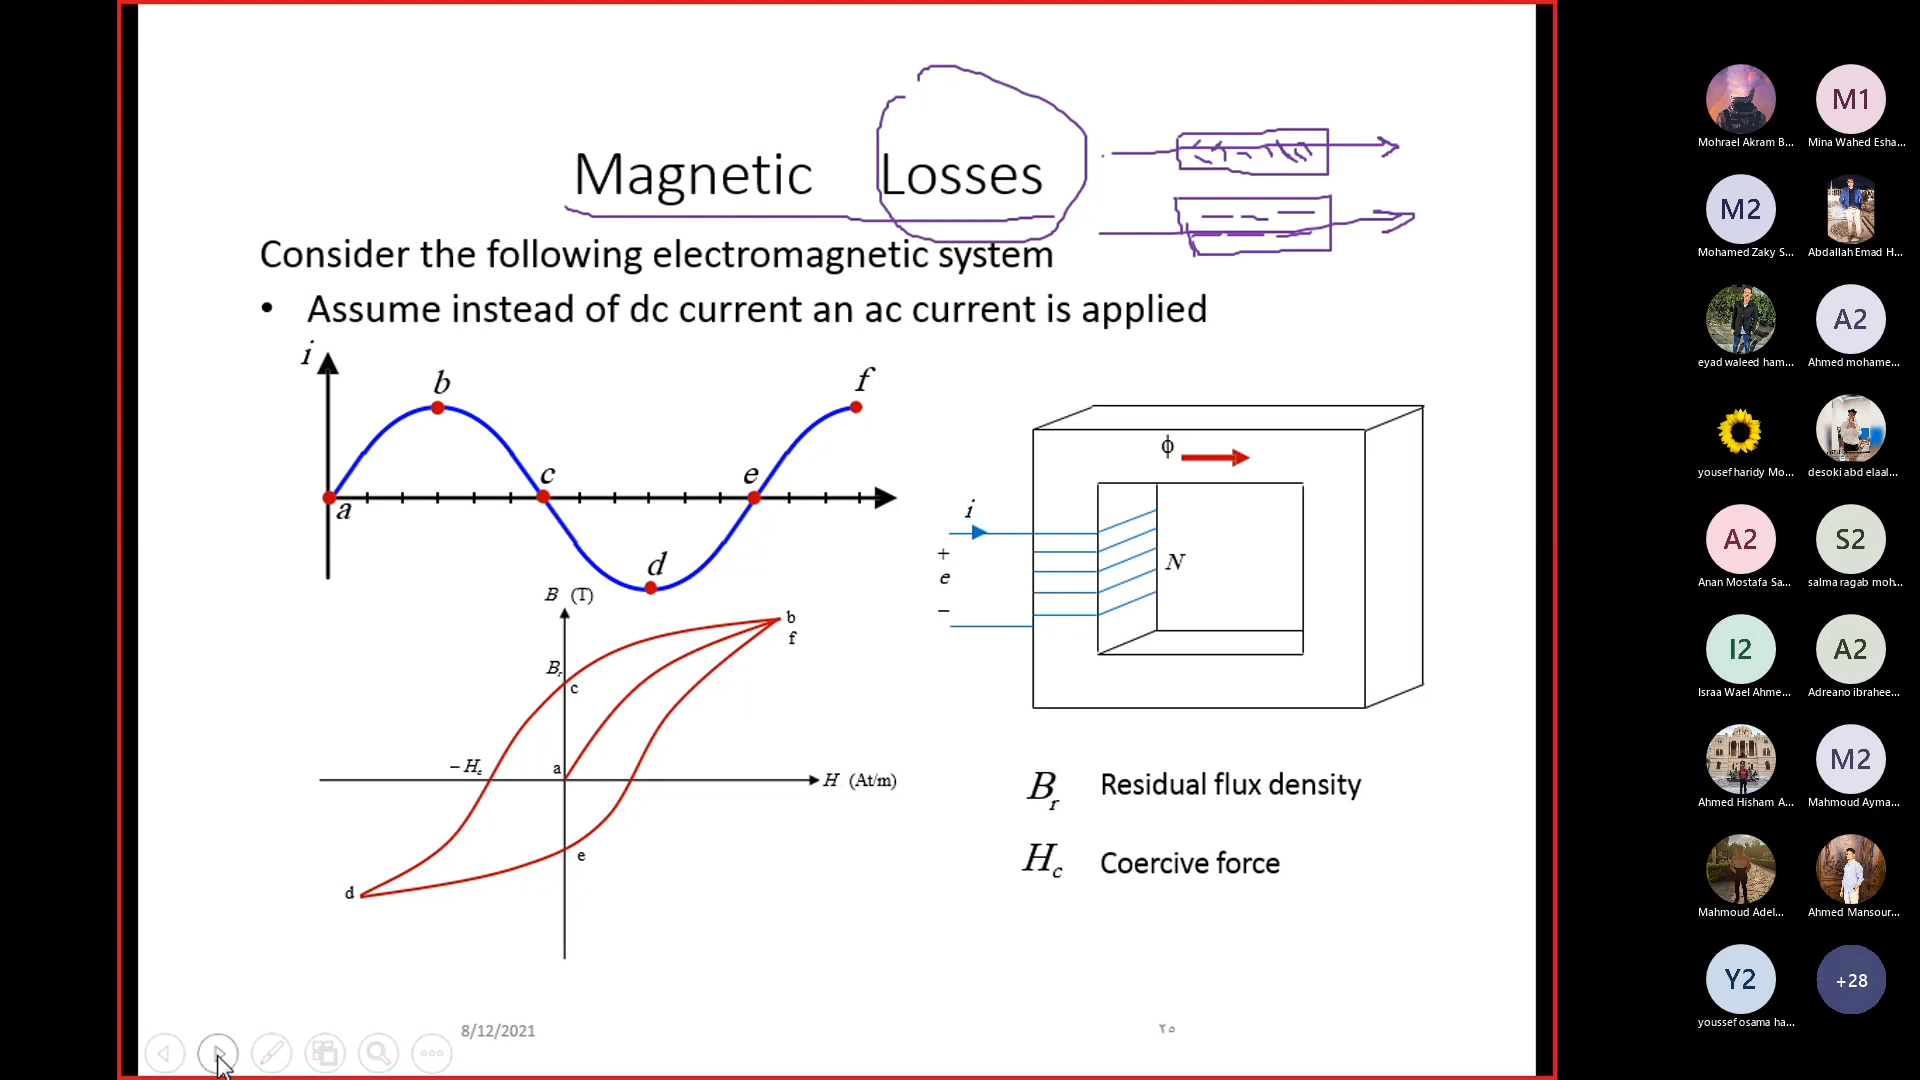 Magnetic Losses
Consider the following electromagnetic system
• Assume instead of dc current an ac current is applied
i
b
f
c
e
a
d
ϕ
i
+
e
−
N
B (T)
b
f
Br
c
− Hc
a
H (At/m)
e
d
Br Residual flux density
Hc Coercive force
8/12/2021
٢٥
M1
Mohrael Akram B...
Mina Wahed Esha...
M2
Mohamed Zaky S...
Abdallah Emad H...
A2
eyad waleed ham...
Ahmed mohame...
yousef haridy Mo...
desoki abd elaal...
A2
S2
Anan Mostafa Sa...
salma ragab moh...
I2
A2
Israa Wael Ahme...
Adreano ibrahee...
M2
Ahmed Hisham A...
Mahmoud Ayma...
Mahmoud Adel...
Ahmed Mansour...
Y2
+28
youssef osama ha...